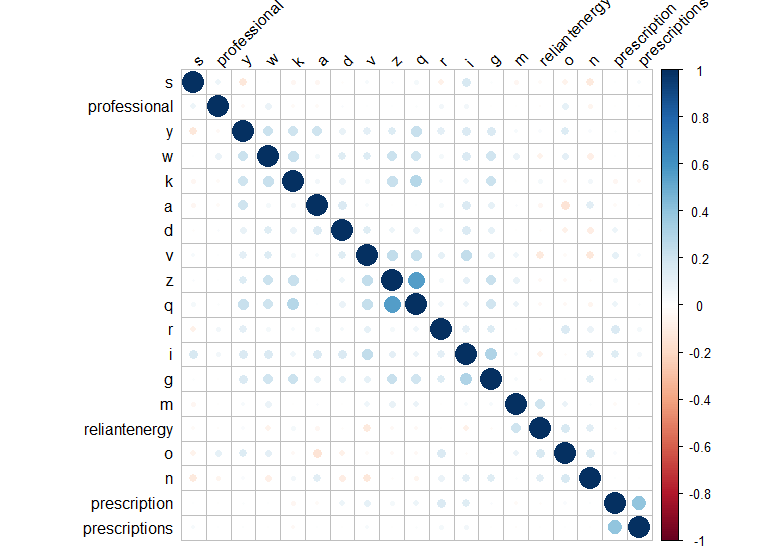 s
professional
y
w
k
a
d
v
z
q
r
i
g
m
reliantenergy
o
n
prescription
prescriptions
s
professional
y
w
k
a
d
v
z
q
r
i
g
m
reliantenergy
o
n
prescription
prescriptions
1
0.8
0.6
0.4
0.2
0
-0.2
-0.4
-0.6
-0.8
-1